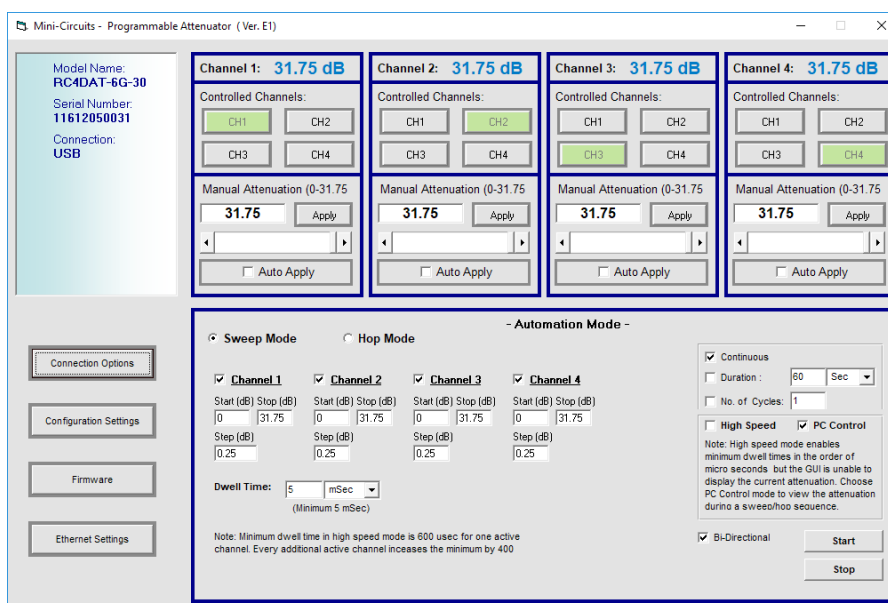 Mini-Circuits - Programmable Attenuator ( Ver. E1)
Model Name:
RC4DAT-6G-30
Serial Number:
11612050031
Connection:
USB
Channel 1: 31.75 dB
Controlled Channels:
CH1 CH2
CH3 CH4
Manual Attenuation (0-31.75
31.75 Apply
Auto Apply
Channel 2: 31.75 dB
Controlled Channels:
CH1 CH2
CH3 CH4
Manual Attenuation (0-31.75
31.75 Apply
Auto Apply
Channel 3: 31.75 dB
Controlled Channels:
CH1 CH2
CH3 CH4
Manual Attenuation (0-31.75
31.75 Apply
Auto Apply
Channel 4: 31.75 dB
Controlled Channels:
CH1 CH2
CH3 CH4
Manual Attenuation (0-31.75
31.75 Apply
Auto Apply
Connection Options
Configuration Settings
Firmware
Ethernet Settings
- Automation Mode -
Sweep Mode Hop Mode
Channel 1 Channel 2 Channel 3 Channel 4
Start (dB) Stop (dB) Start (dB) Stop (dB) Start (dB) Stop (dB) Start (dB) Stop (dB)
0 31.75 0 31.75 0 31.75 0 31.75
Step (dB) Step (dB) Step (dB) Step (dB)
0.25 0.25 0.25 0.25
Dwell Time: 5 mSec
(Minimum 5 mSec)
Note: Minimum dwell time in high speed mode is 600 usec for one active
channel. Every additional active channel inceases the minimum by 400
Continuous
Duration : 60 Sec
No. of Cycles: 1
High Speed PC Control
Note: High speed mode enables
minimum dwell times in the order of
micro seconds but the GUI is unable to
display the current attenuation. Choose
PC Control mode to view the attenuation
during a sweep/hop sequence.
Bi-Directional Start
Stop